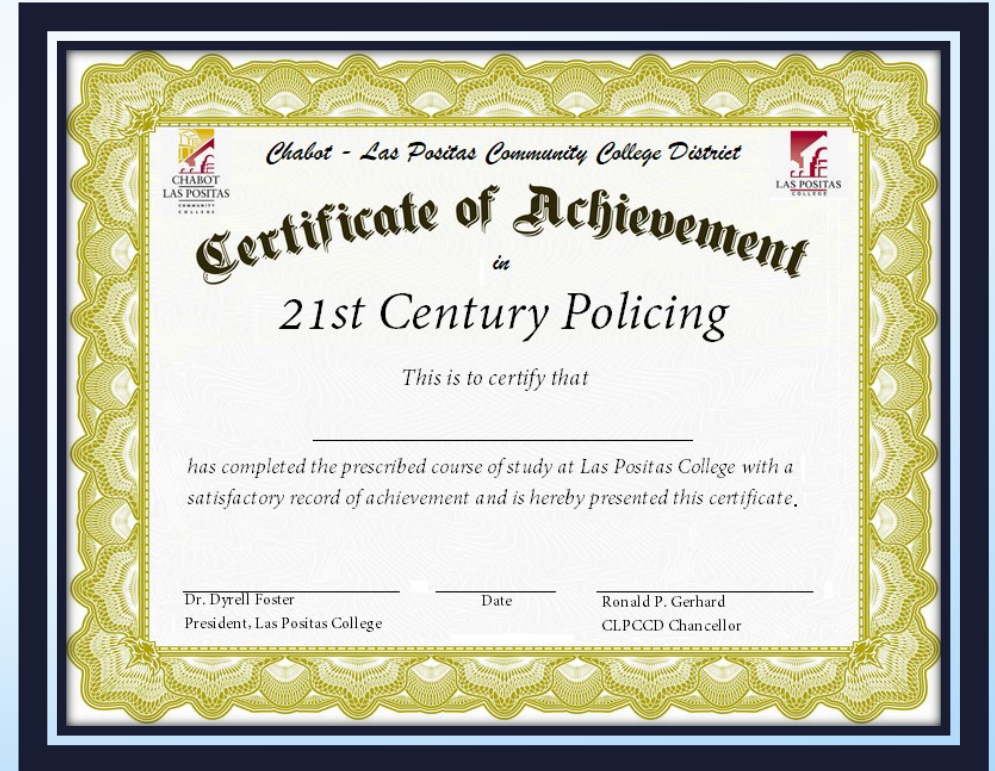 Chabot - Las Positas Community College District
CHABOT
LAS POSITAS
COMMUNITY
COLLEGE
LAS POSITAS
COLLEGE
Certificate of Achievement
in
21st Century Policing
This is to certify that
has completed the prescribed course of study at Las Positas College with a
satisfactory record of achievement and is hereby presented this certificate.
Dr. Dyrell Foster
President, Las Positas College
Date
Ronald P. Gerhard
CLPCCD Chancellor